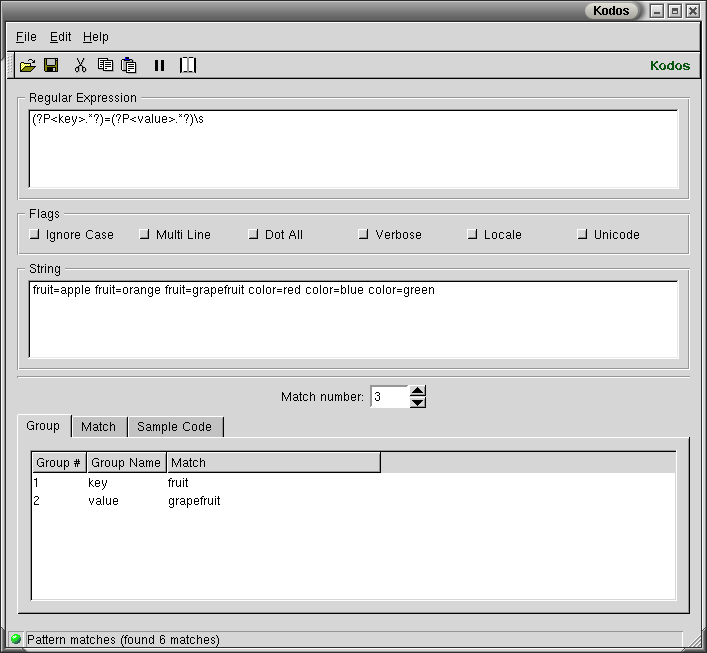 Kodos
File Edit Help
Kodos
Regular Expression
(?P<key>.*?)=(?P<value>.*?)\s
Flags
Ignore Case Multi Line Dot All Verbose Locale Unicode
String
fruit=apple fruit=orange fruit=grapefruit color=red color=blue color=green
Match number: 3
Group Match Sample Code
Group # Group Name Match
1 key fruit
2 value grapefruit
Pattern matches (found 6 matches)